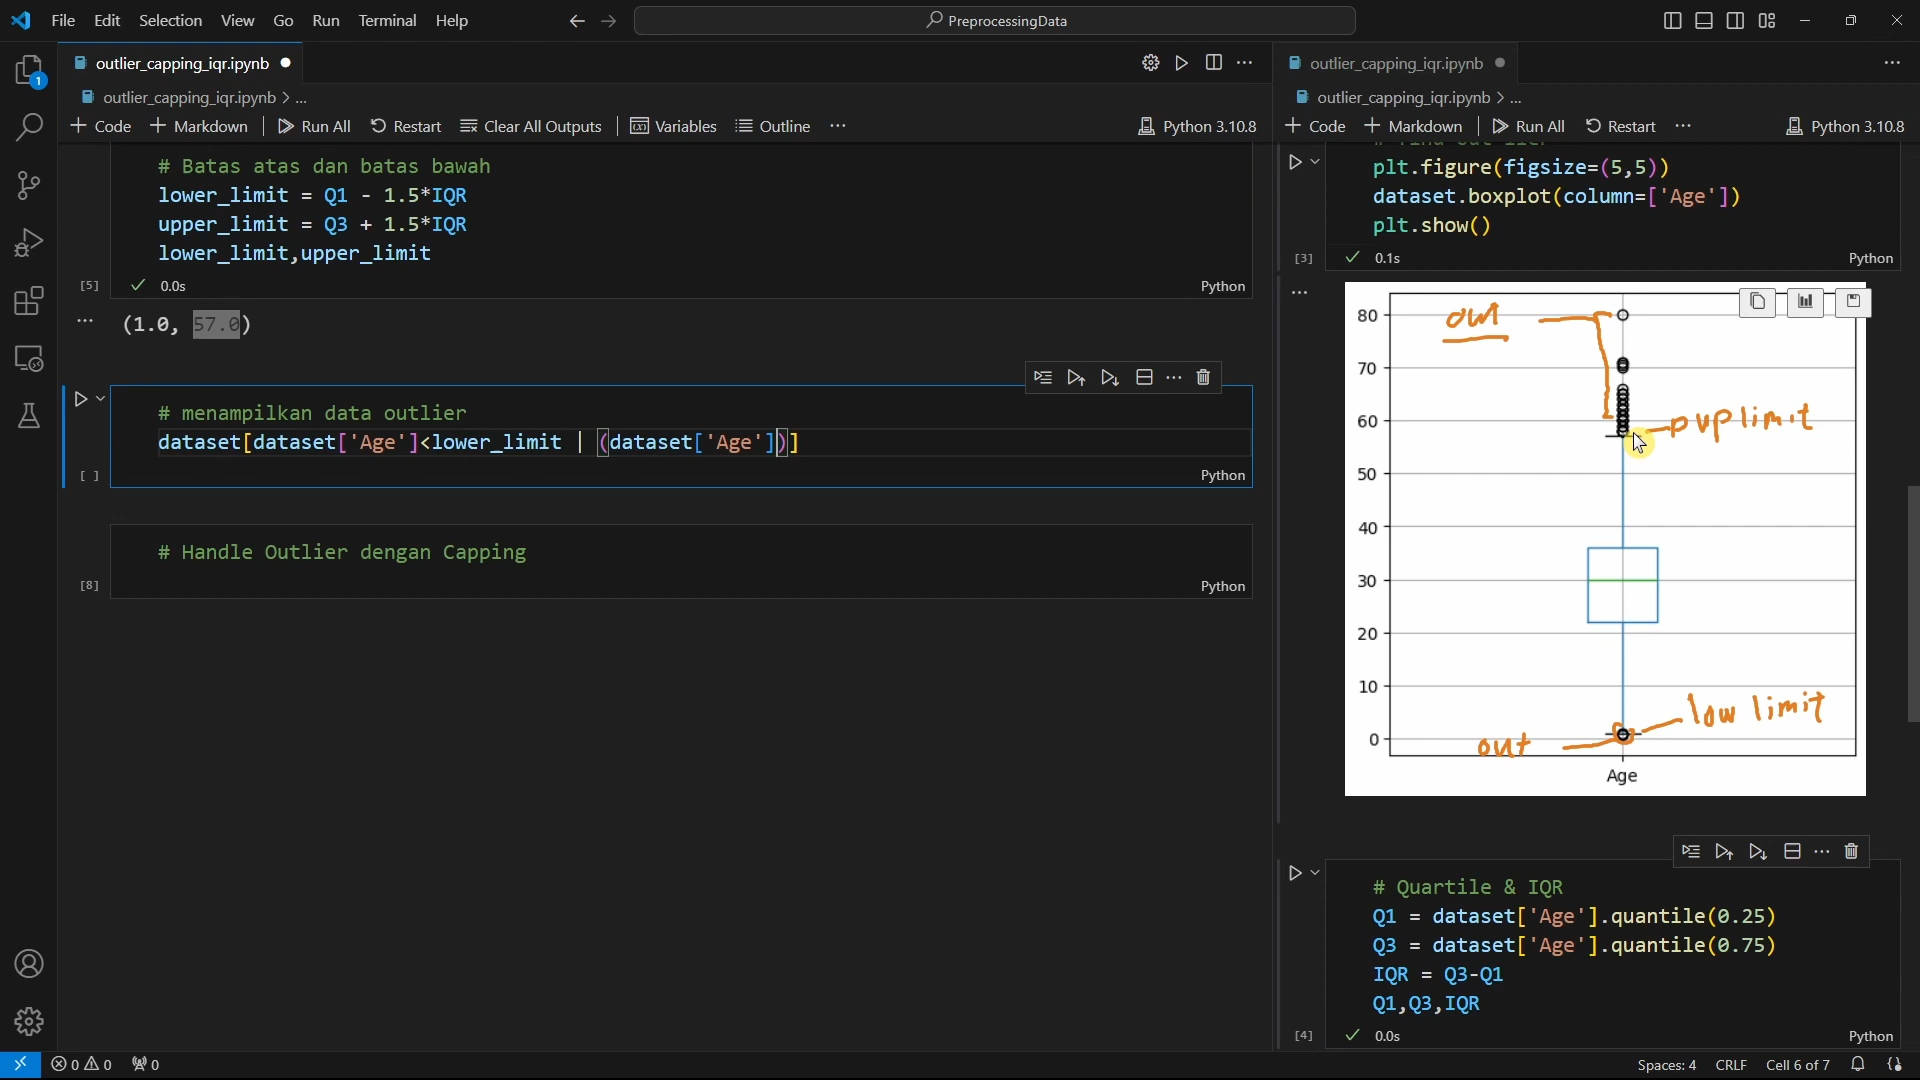 File Edit Selection View Go Run Terminal Help
PreprocessingData
outlier_capping_iqr.ipynb
outlier_capping_iqr.ipynb > ...
+ Code + Markdown Run All Restart Clear All Outputs Variables Outline ... Python 3.10.8
# Batas atas dan batas bawah
lower_limit = Q1 - 1.5*IQR
upper_limit = Q3 + 1.5*IQR
lower_limit,upper_limit
[5] 0.0s Python
(1.0, 57.0)
# menampilkan data outlier
dataset[dataset['Age']<lower_limit | (dataset['Age'])]
[ ] Python
# Handle Outlier dengan Capping
[8] Python
outlier_capping_iqr.ipynb
outlier_capping_iqr.ipynb > ...
+ Code + Markdown Run All Restart ... Python 3.10.8
plt.figure(figsize=(5,5))
dataset.boxplot(column=['Age'])
plt.show()
[3] 0.1s Python
80
out
70
60
puplimit
50
40
30
20
10
low limit
0
out
Age
# Quartile & IQR
Q1 = dataset['Age'].quantile(0.25)
Q3 = dataset['Age'].quantile(0.75)
IQR = Q3-Q1
Q1,Q3,IQR
[4] 0.0s Python
1
0 0 0
Spaces: 4 CRLF Cell 6 of 7